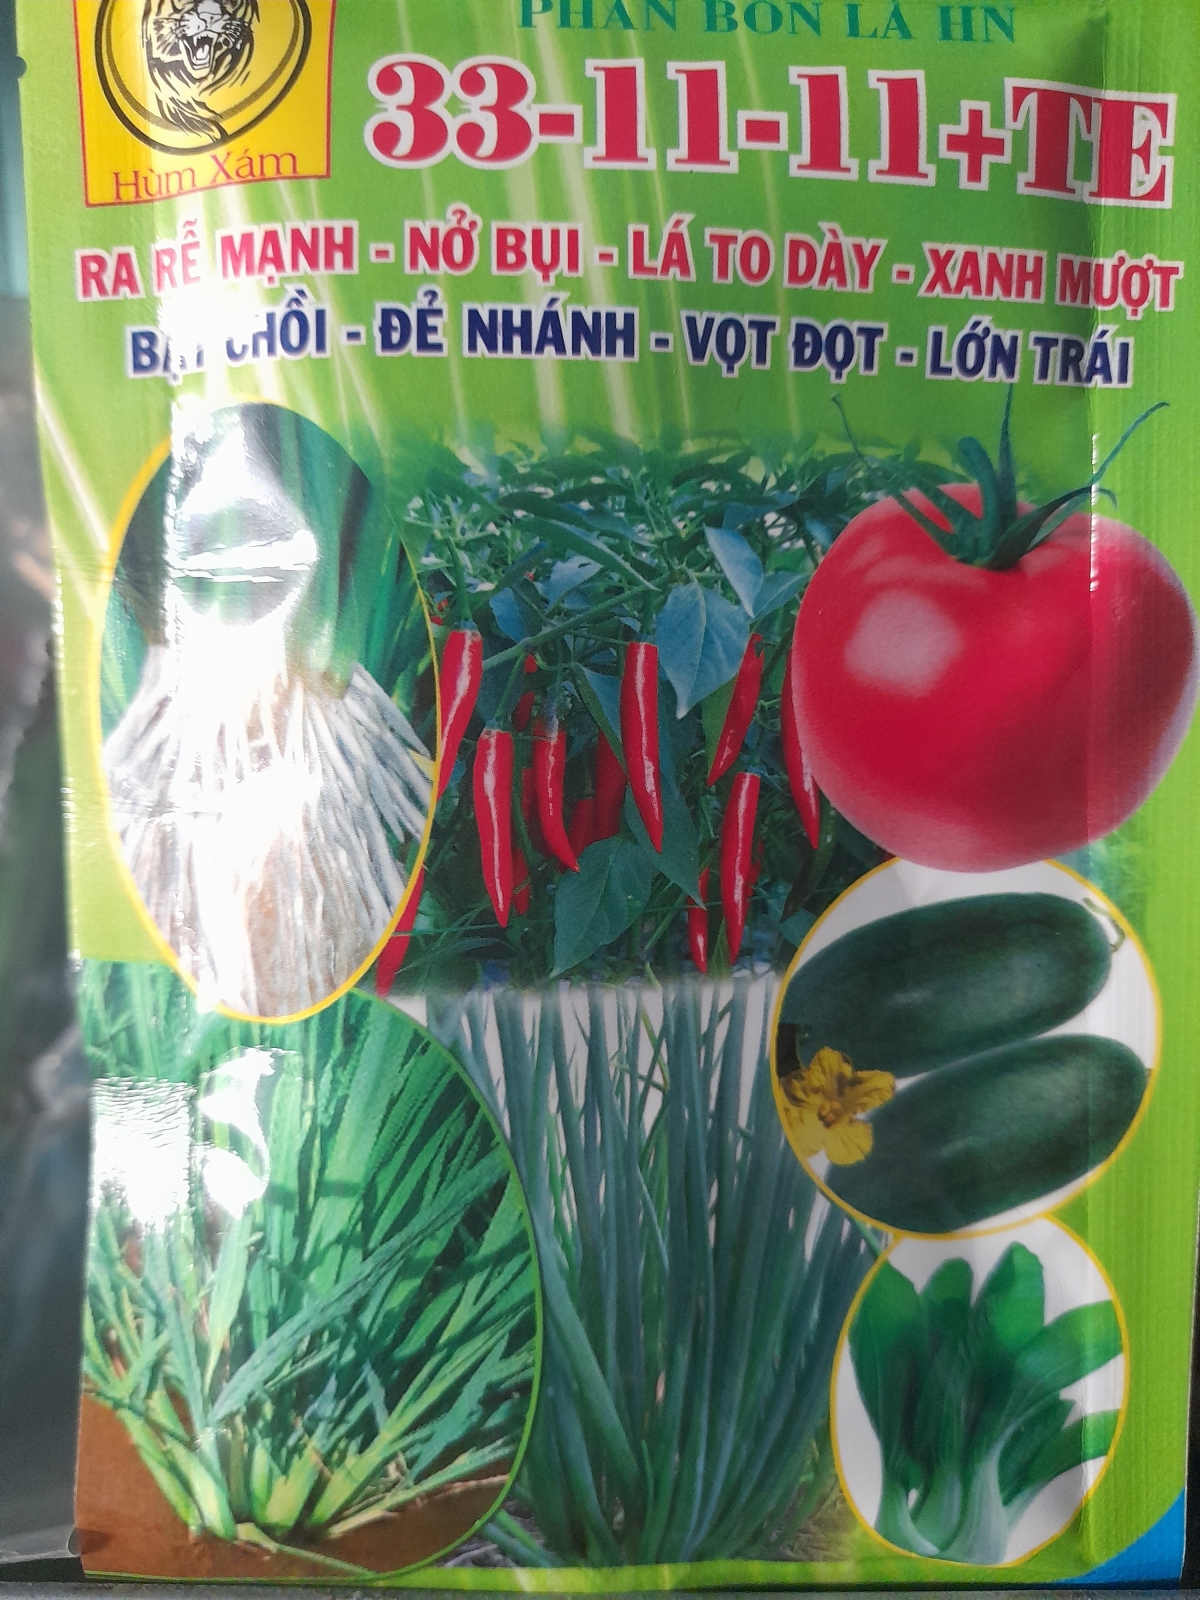 PHÂN BÓN LÁ HN
33-11-11+TE
Hùm Xám
RA RỄ MẠNH - NỞ BỤI - LÁ TO DÀY - XANH MƯỢT
CHỒI - ĐẺ NHÁNH - VỌT ĐỌT - LỚN TRÁI